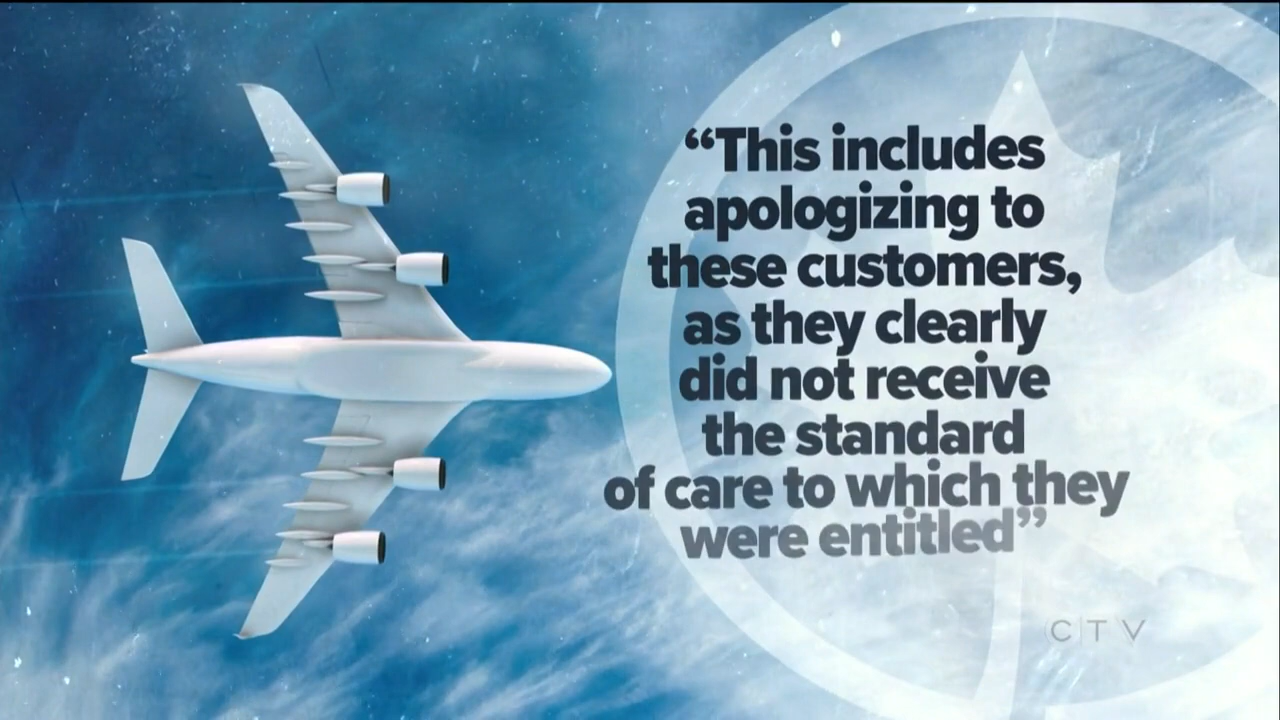 “This includes
apologizing to
these customers,
as they clearly
did not receive
the standard
of care to which they
were entitled”
CTV